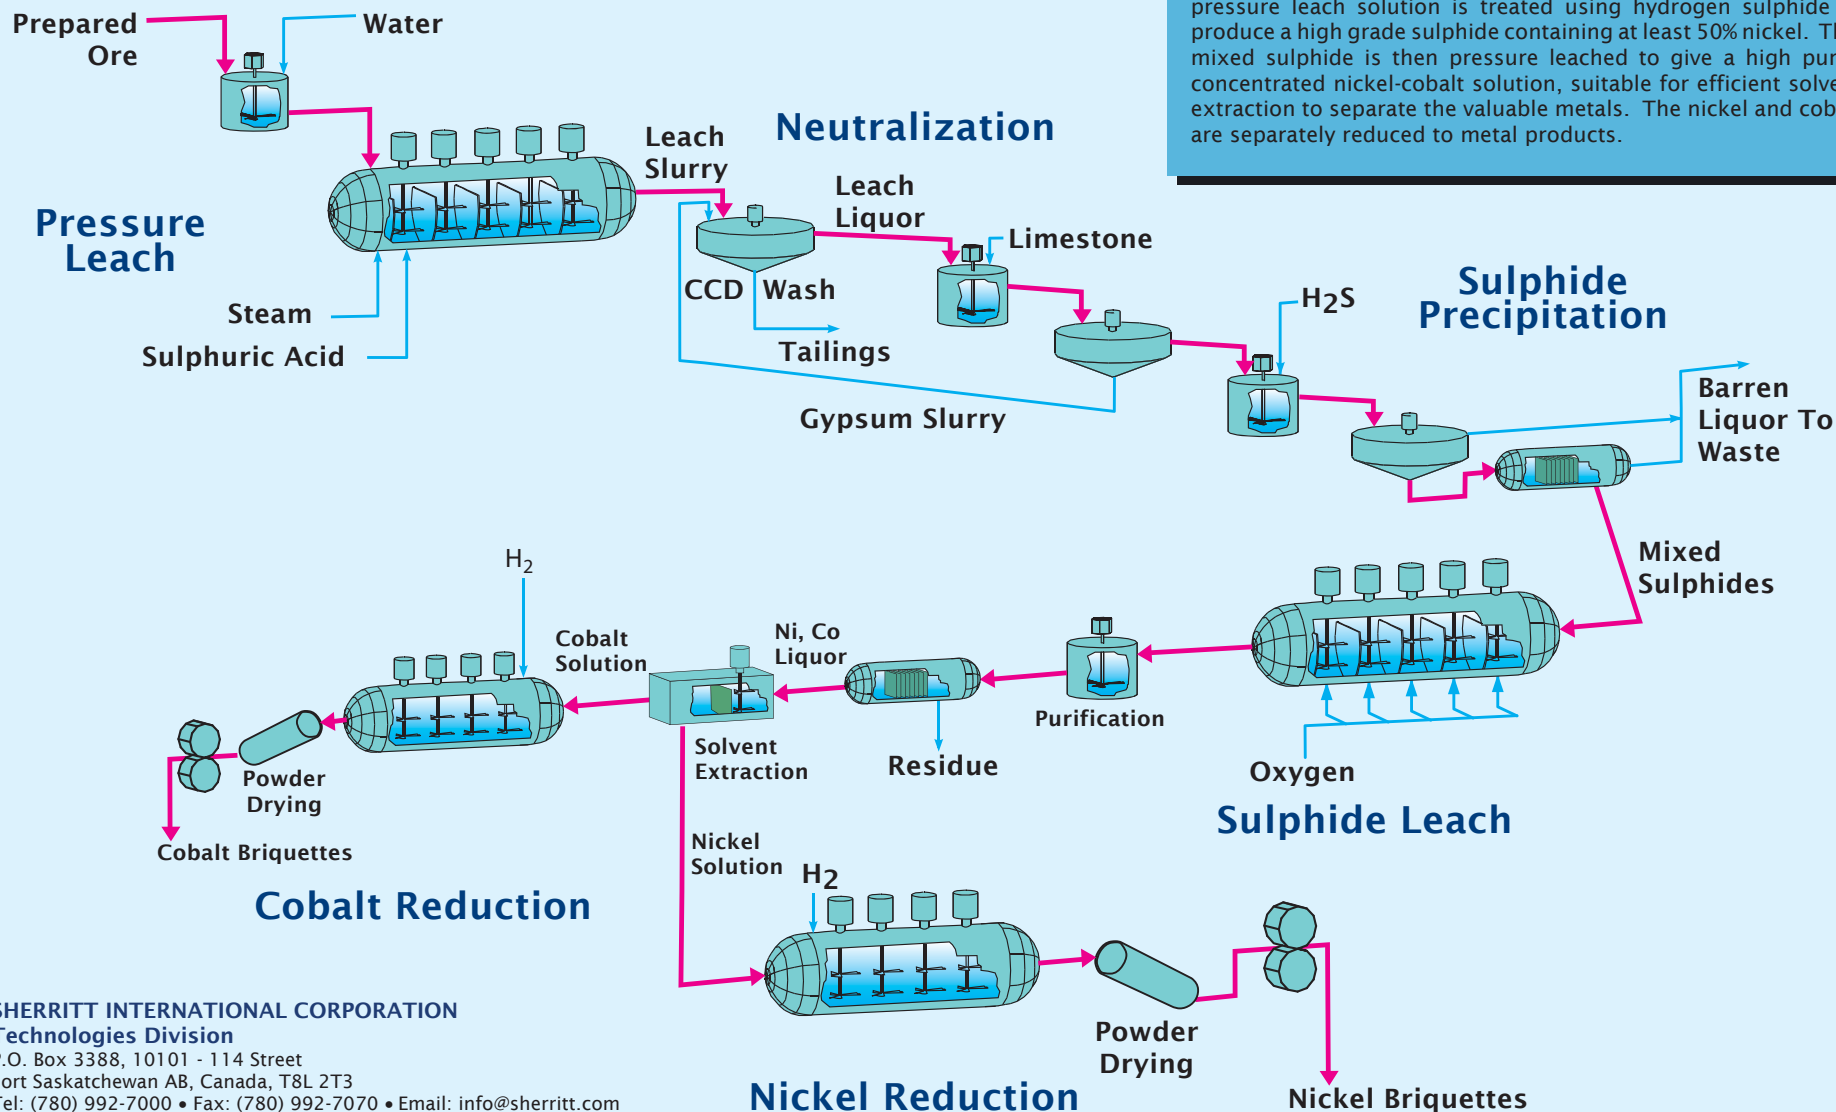 pressure leach solution is treated using hydrogen sulphide
produce a high grade sulphide containing at least 50% nickel.
mixed sulphide is then pressure leached to give a high
concentrated nickel-cobalt solution, suitable for efficient
extraction to separate the valuable metals. The nickel and
are separately reduced to metal products.
Prepared
Ore
Water
Pressure
Leach
Steam
Sulphuric Acid
Leach
Slurry
Neutralization
Leach
Liquor
Limestone
CCD Wash
Tailings
Gypsum Slurry
H2S
Sulphide
Precipitation
Barren
Liquor To
Waste
Mixed
Sulphides
Oxygen
Sulphide Leach
Purification
Residue
Ni, Co
Liquor
Solvent
Extraction
Cobalt
Solution
H2
Powder
Drying
Cobalt Briquettes
Cobalt Reduction
Nickel
Solution
H2
Powder
Drying
Nickel Reduction
Nickel Briquettes
SHERRITT INTERNATIONAL CORPORATION
Technologies Division
P.O. Box 3388, 10101 - 114 Street
Fort Saskatchewan AB, Canada, T8L 2T3
Tel: (780) 992-7000 • Fax: (780) 992-7070 • Email: info@sherritt.com